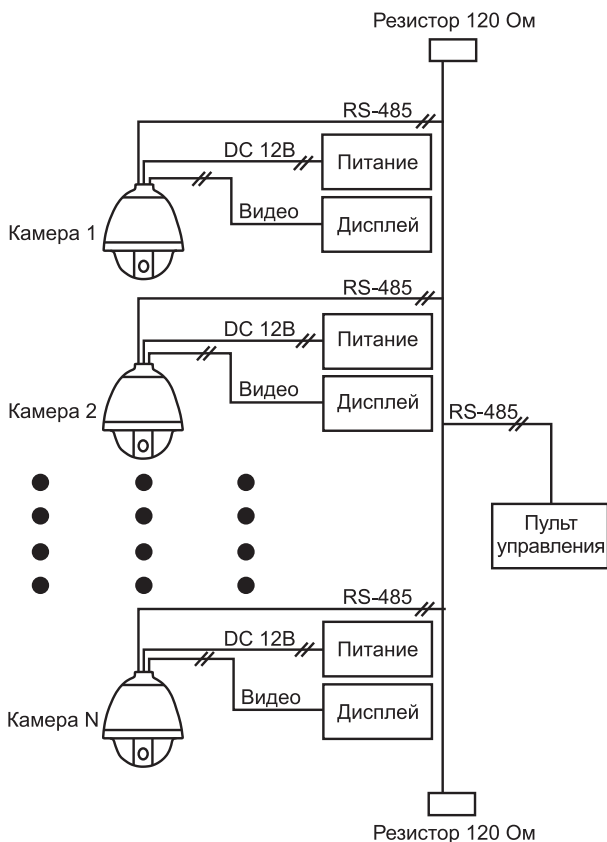 Резистор 120 Ом
RS-485
DC 12В
Питание
Видео
Дисплей
Камера 1
RS-485
DC 12В
Питание
Видео
Дисплей
Камера 2
RS-485
Пульт
управления
RS-485
DC 12В
Питание
Видео
Дисплей
Камера N
Резистор 120 Ом